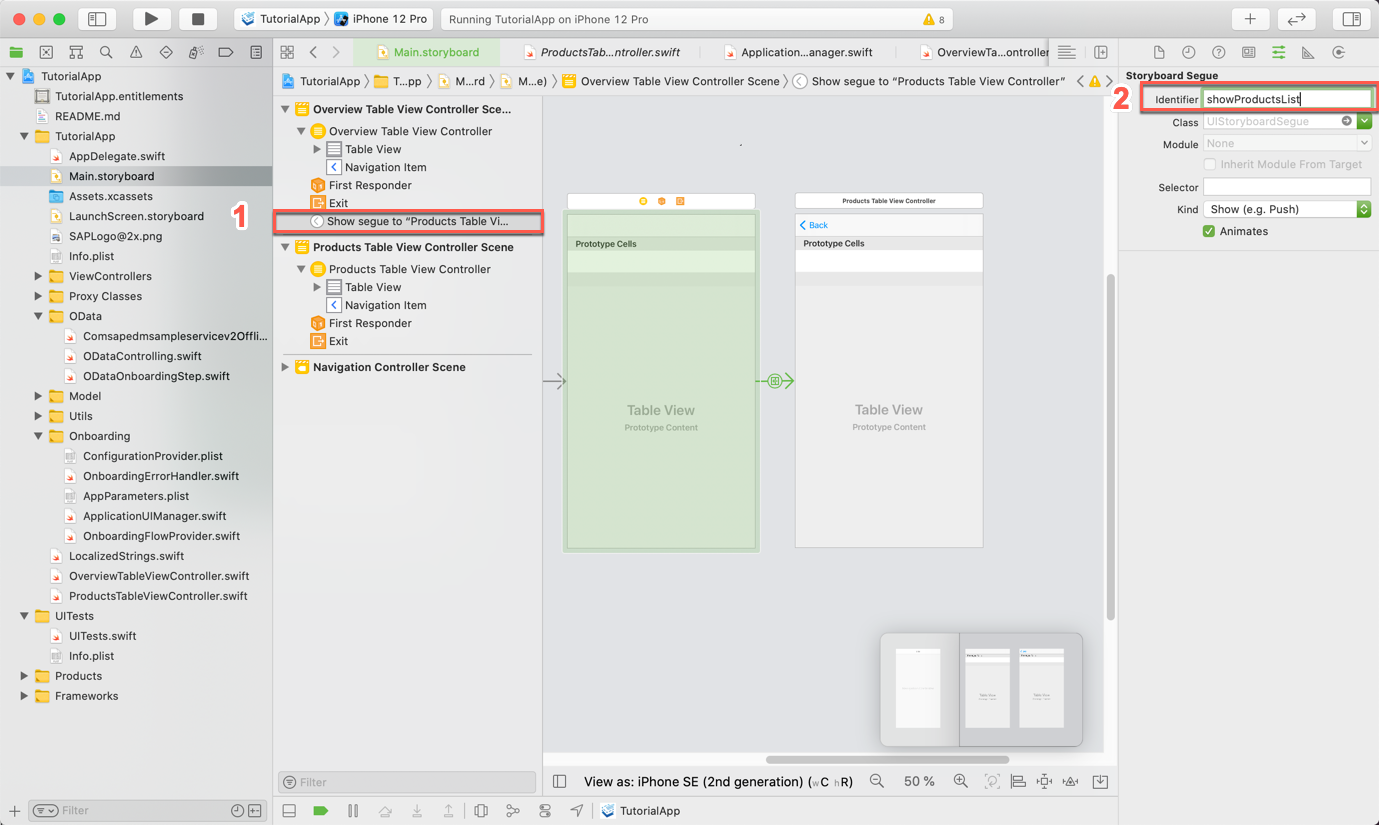 TutorialApp
iPhone 12 Pro
Running TutorialApp on iPhone 12 Pro
8
Main.storyboard
ProductsTab...ntroller.swift
Application...anager.swift
OverviewTa...ontroller
TutorialApp
T...pp
M...rd
M...e)
Overview Table View Controller Scene
Show segue to “Products Table View Controller”
TutorialApp
TutorialApp.entitlements
README.md
TutorialApp
AppDelegate.swift
Main.storyboard
Assets.xcassets
LaunchScreen.storyboard
SAPLogo@2x.png
Info.plist
ViewControllers
Proxy Classes
OData
Comsapedmsampleservicev2Offli...
ODataControlling.swift
ODataOnboardingStep.swift
Model
Utils
Onboarding
ConfigurationProvider.plist
OnboardingErrorHandler.swift
AppParameters.plist
ApplicationUIManager.swift
OnboardingFlowProvider.swift
LocalizedStrings.swift
OverviewTableViewController.swift
ProductsTableViewController.swift
UITests
UITests.swift
Info.plist
Products
Frameworks
Filter
Overview Table View Controller Sce...
Overview Table View Controller
Table View
Navigation Item
First Responder
Exit
1
Show segue to “Products Table Vi...
Products Table View Controller Scene
Products Table View Controller
Table View
Navigation Item
First Responder
Exit
Navigation Controller Scene
Filter
Prototype Cells
Table View
Prototype Content
Products Table View Controller
Back
Prototype Cells
Table View
Prototype Content
Table View
Table View
View as: iPhone SE (2nd generation) (wC hR)
50 %
TutorialApp
Storyboard Segue
2
Identifier
showProductsList
Class
UIStoryboardSegue
Module
None
Inherit Module From Target
Selector
Kind
Show (e.g. Push)
Animates